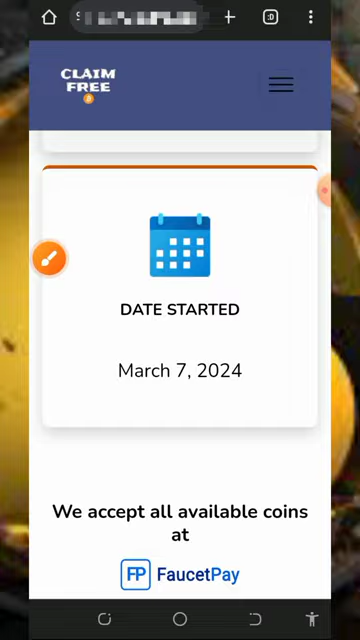 CLAIM
FREE
DATE STARTED
March 7, 2024
We accept all available coins
at
FP FaucetPay